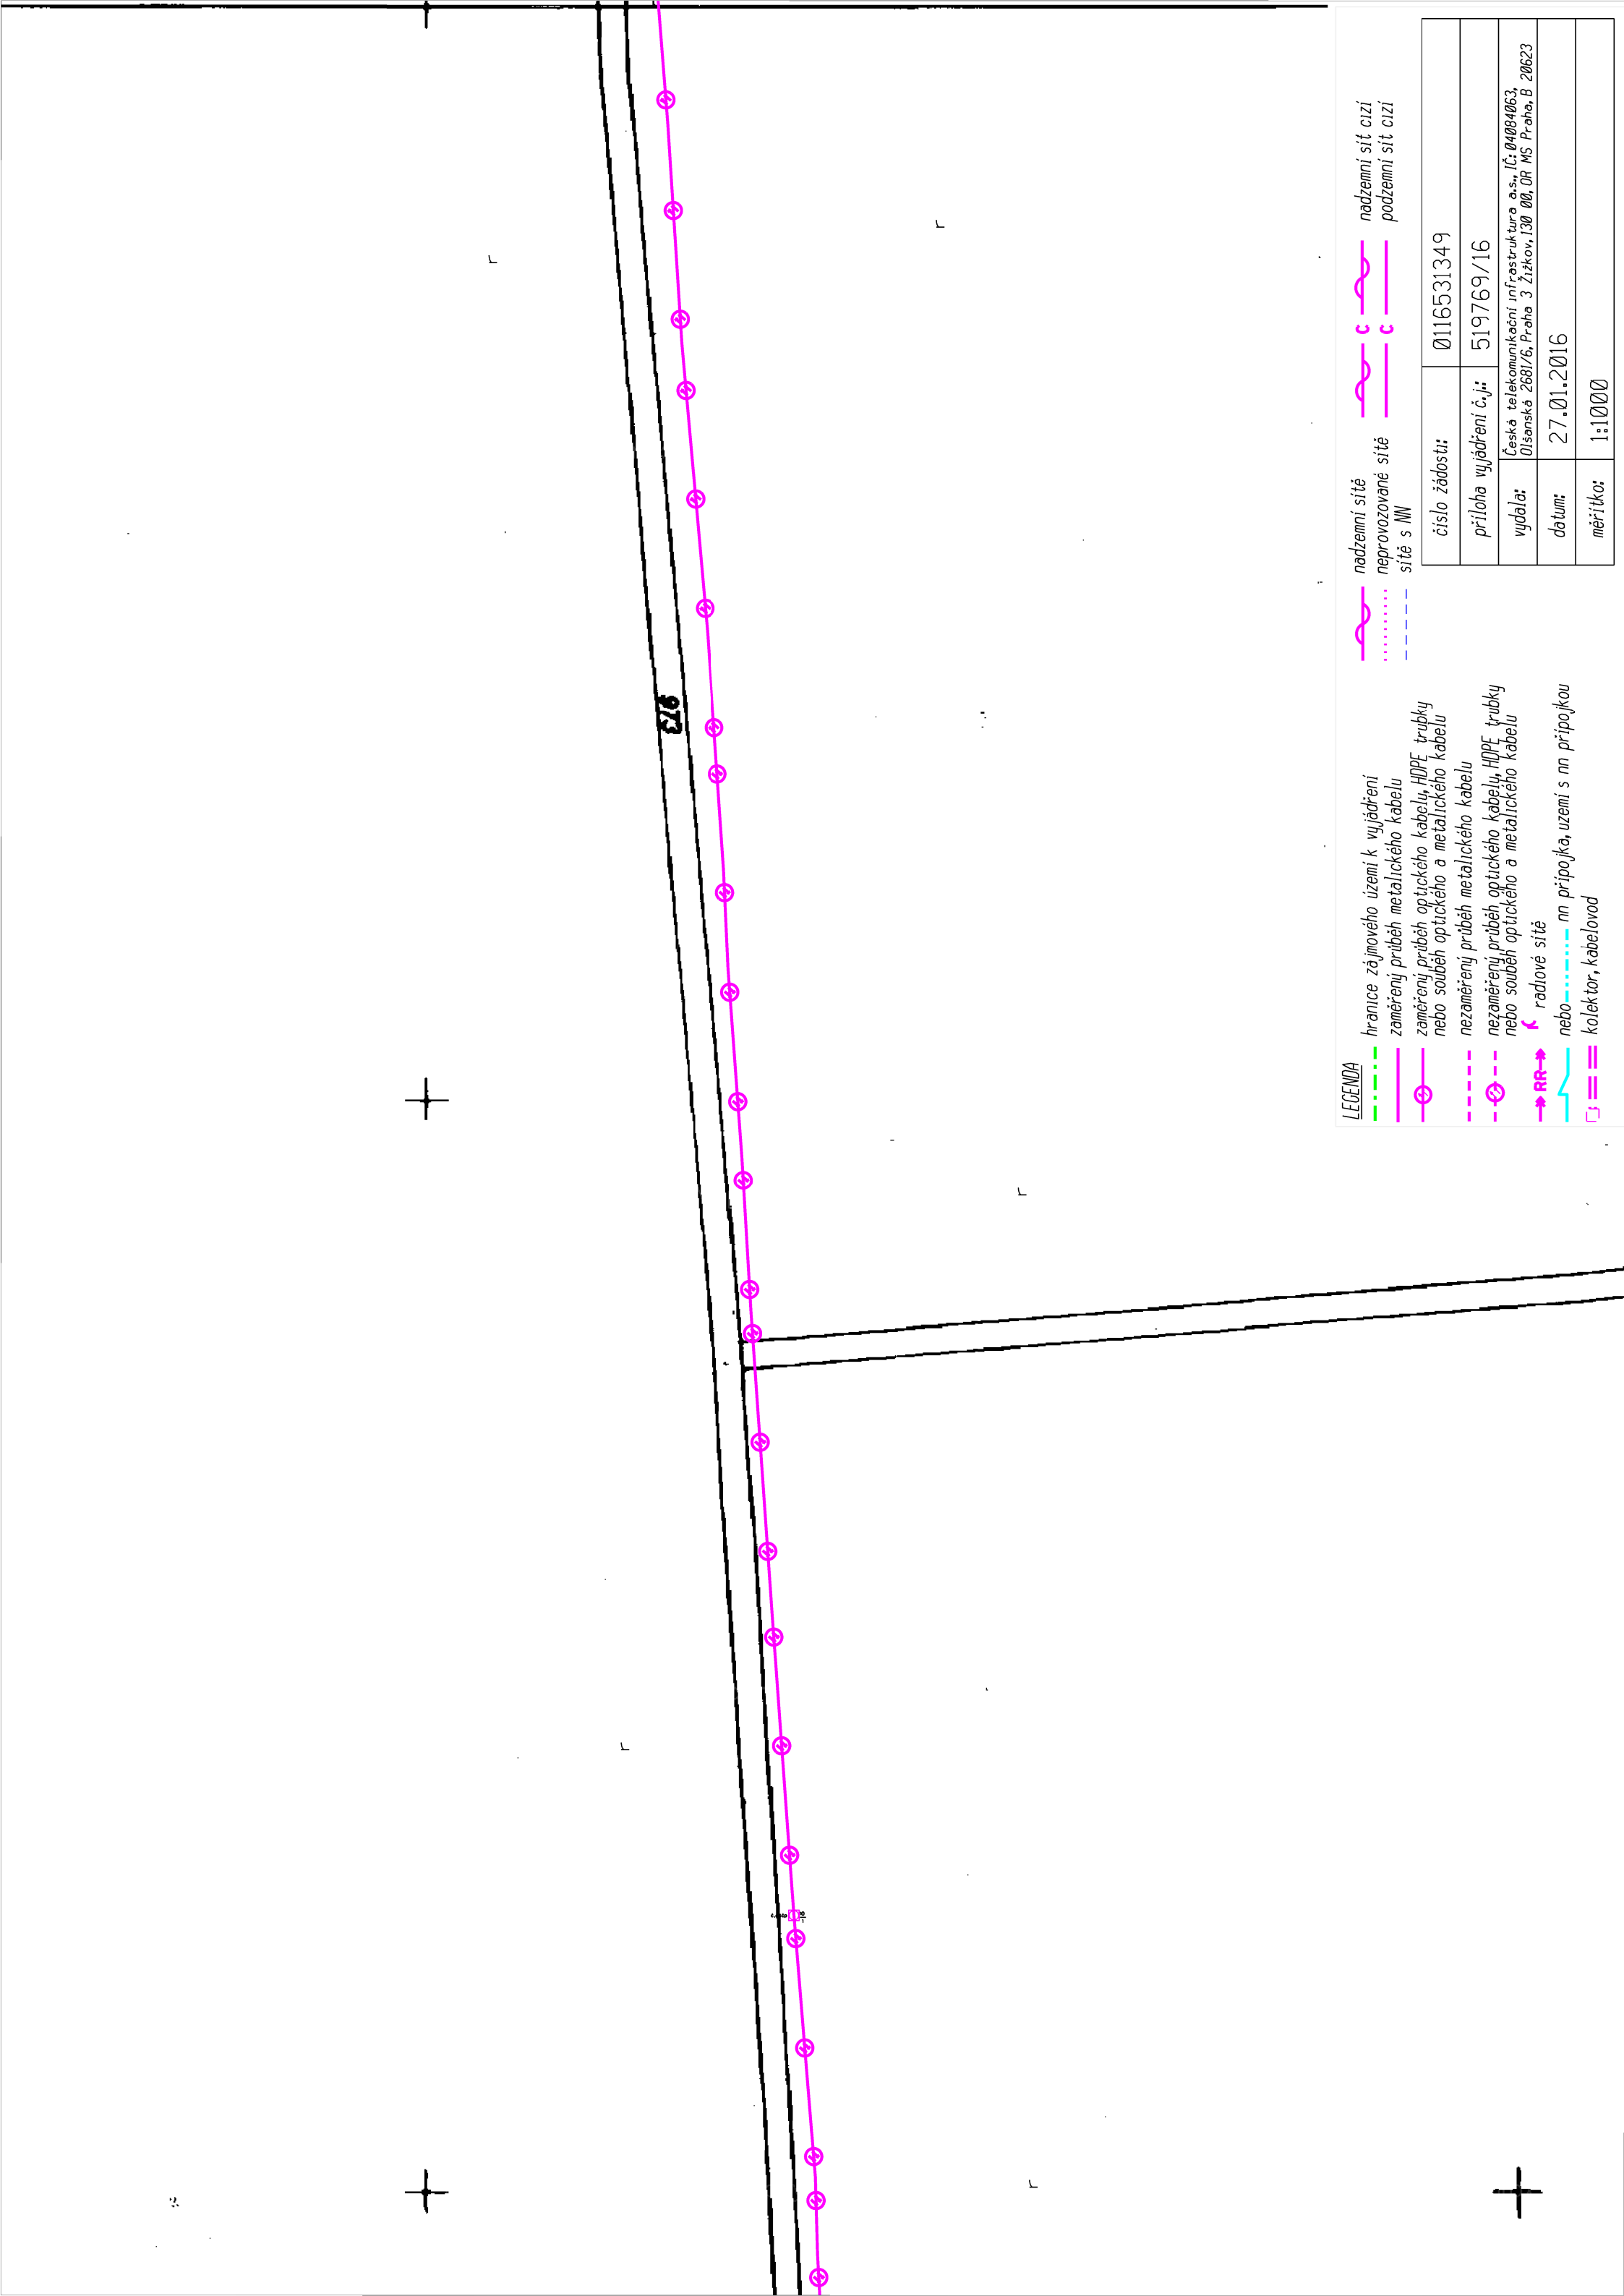 973
r
r
r
r
r
LEGENDA
hranice zájmového území k vyjádření
zaměřený průběh metalického kabelu
zaměřený průběh optického kabelu, HDPE trubky
nebo souběh optického a metalického kabelu
nezaměřený průběh metalického kabelu
nezaměřený průběh optického kabelu, HDPE trubky
nebo souběh optického a metalického kabelu
RR radiové sítě
nebo nn přípojka, uzemí s nn přípojkou
kolektor, kabelovod
nadzemní sítě
neprovozované sítě
sítě s NN
C nadzemní sít cizí
C podzemní sít cizí
číslo žádosti: 0116531349
příloha vyjádření č.j.: 519769/16
vydala: Česká telekomunikační infrastruktura a.s., IČ: 04084063,
Olšanská 2681/6, Praha 3 Žižkov, 130 00, OR MS Praha, B 20623
datum: 27.01.2016
měřítko: 1:1000